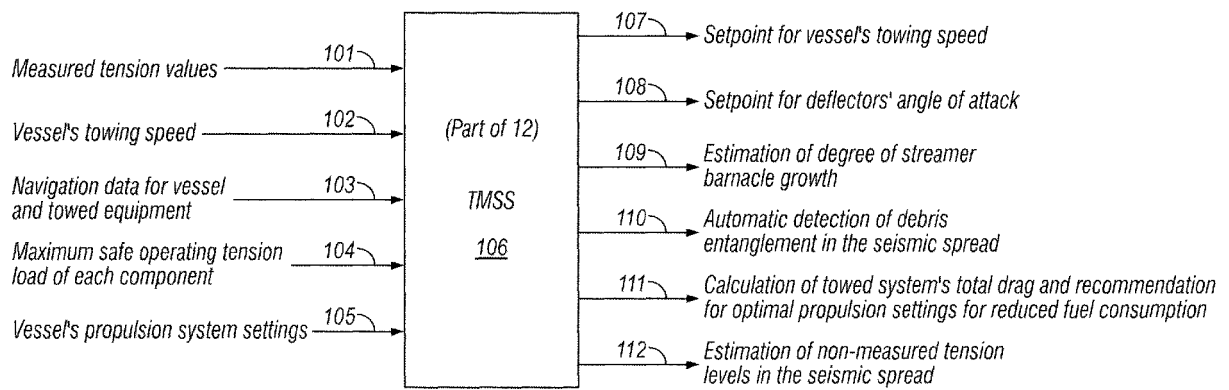 101
Measured tension values
102
Vessel's towing speed
103
Navigation data for vessel
and towed equipment
104
Maximum safe operating tension
load of each component
105
Vessel's propulsion system settings
(Part of 12)
TMSS
106
107
Setpoint for vessel's towing speed
108
Setpoint for deflectors' angle of attack
109
Estimation of degree of streamer
barnacle growth
110
Automatic detection of debris
entanglement in the seismic spread
111
Calculation of towed system's total drag and recommendation
for optimal propulsion settings for reduced fuel consumption
112
Estimation of non-measured tension
levels in the seismic spread